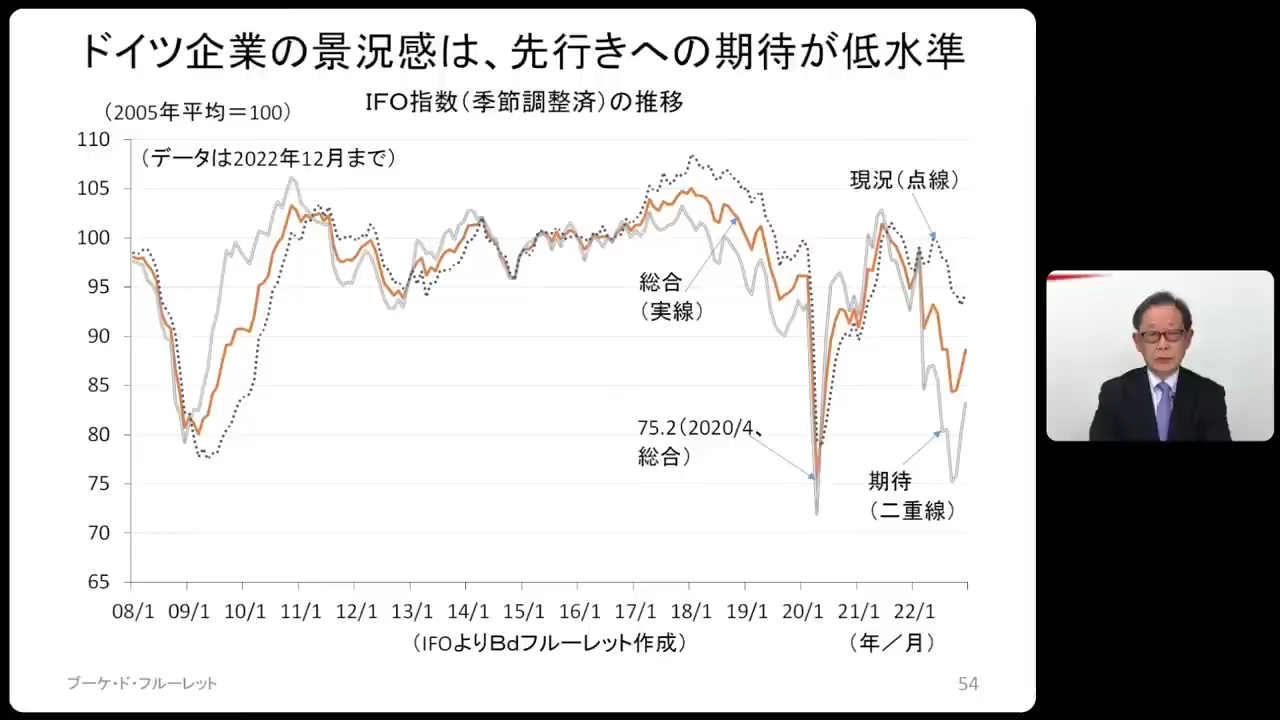 ドイツ企業の景況感は、先行きへの期待が低水準
（2005年平均＝100）
IFO指数（季節調整済）の推移
（データは2022年12月まで）
110
105
100
95
90
85
80
75
70
65
現況（点線）
総合
（実線）
75.2（2020/4、
総合）
期待
（二重線）
08/1 09/1 10/1 11/1 12/1 13/1 14/1 15/1 16/1 17/1 18/1 19/1 20/1 21/1 22/1
（IFOよりBdフルーレット作成）
（年／月）
ブーケ・ド・フルーレット
54